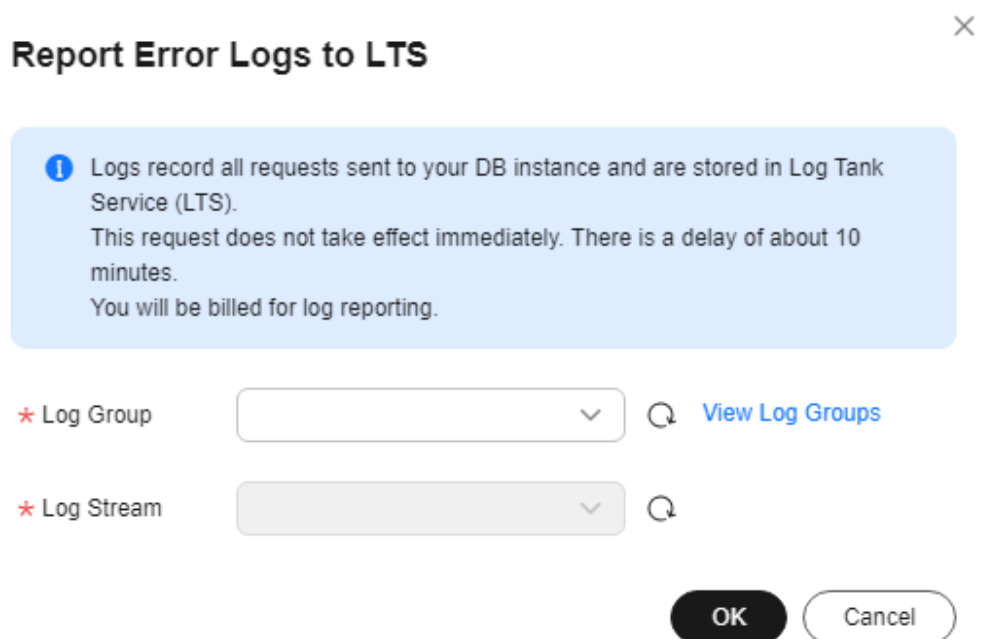 Report Error Logs to LTS
Logs record all requests sent to your DB instance and are stored in Log Tank
Service (LTS).
This request does not take effect immediately. There is a delay of about 10
minutes.
You will be billed for log reporting.
* Log Group
View Log Groups
* Log Stream
OK
Cancel